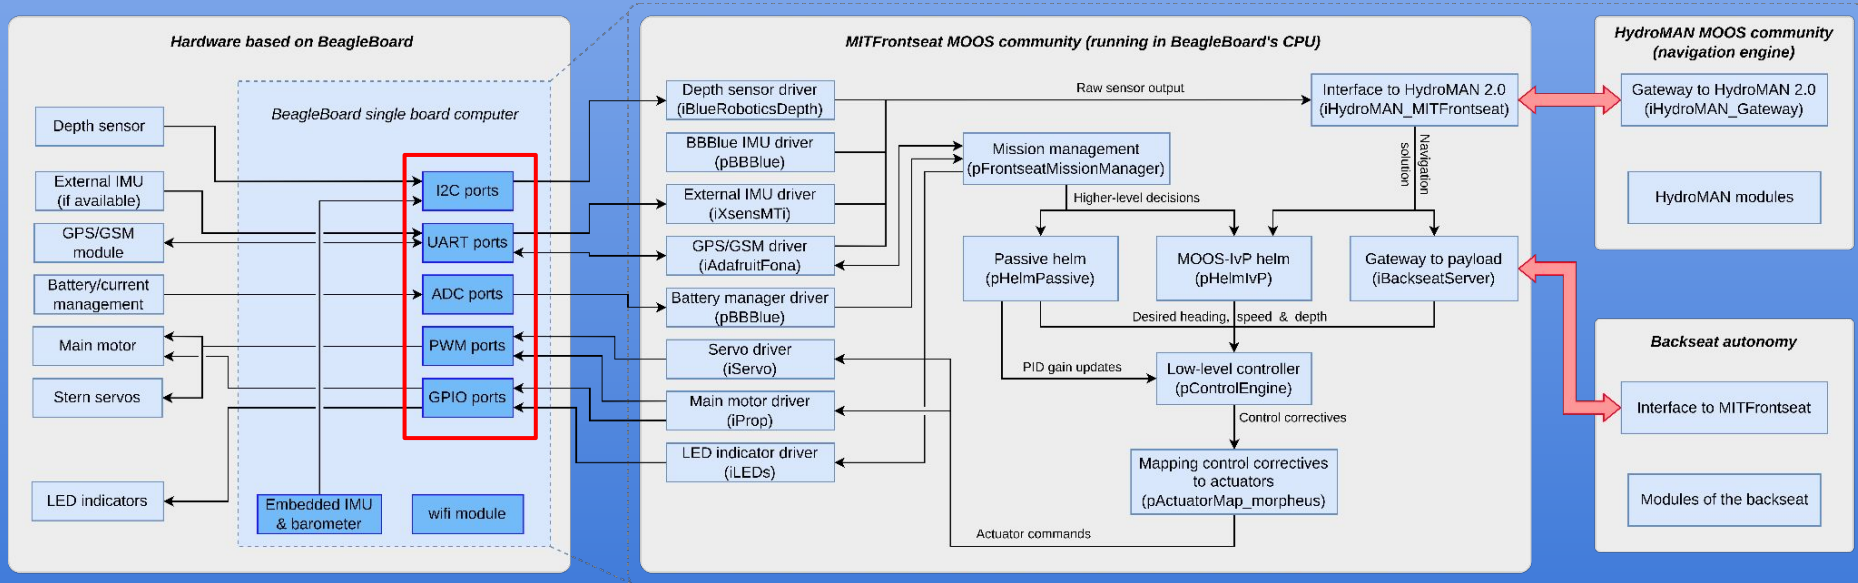 Hardware based on BeagleBoard
BeagleBoard single board computer
Depth sensor
External IMU
(if available)
GPS/GSM
module
Battery/current
management
Main motor
Stern servos
LED indicators
I2C ports
UART ports
ADC ports
PWM ports
GPIO ports
Embedded IMU
& barometer
wifi module
MITFrontseat MOOS community (running in BeagleBoard's CPU)
Depth sensor driver
(iBlueRoboticsDepth)
BBBlue IMU driver
(pBBBlue)
External IMU driver
(iXsensMTi)
GPS/GSM driver
(iAdafruitFona)
Battery manager driver
(pBBBlue)
Servo driver
(iServo)
Main motor driver
(iProp)
LED indicator driver
(iLEDs)
Raw sensor output
Interface to HydroMAN 2.0
(iHydroMAN_MITFrontseat)
Mission management
(pFrontseatMissionManager)
Navigation
solution
Higher-level decisions
Passive helm
(pHelmPassive)
MOOS-IvP helm
(pHelmIvP)
Gateway to payload
(iBackseatServer)
Desired heading, speed & depth
PID gain updates
Low-level controller
(pControlEngine)
Control correctives
Mapping control correctives
to actuators
(pActuatorMap_morpheus)
Actuator commands
HydroMAN MOOS community
(navigation engine)
Gateway to HydroMAN 2.0
(iHydroMAN_Gateway)
HydroMAN modules
Backseat autonomy
Interface to MITFrontseat
Modules of the backseat